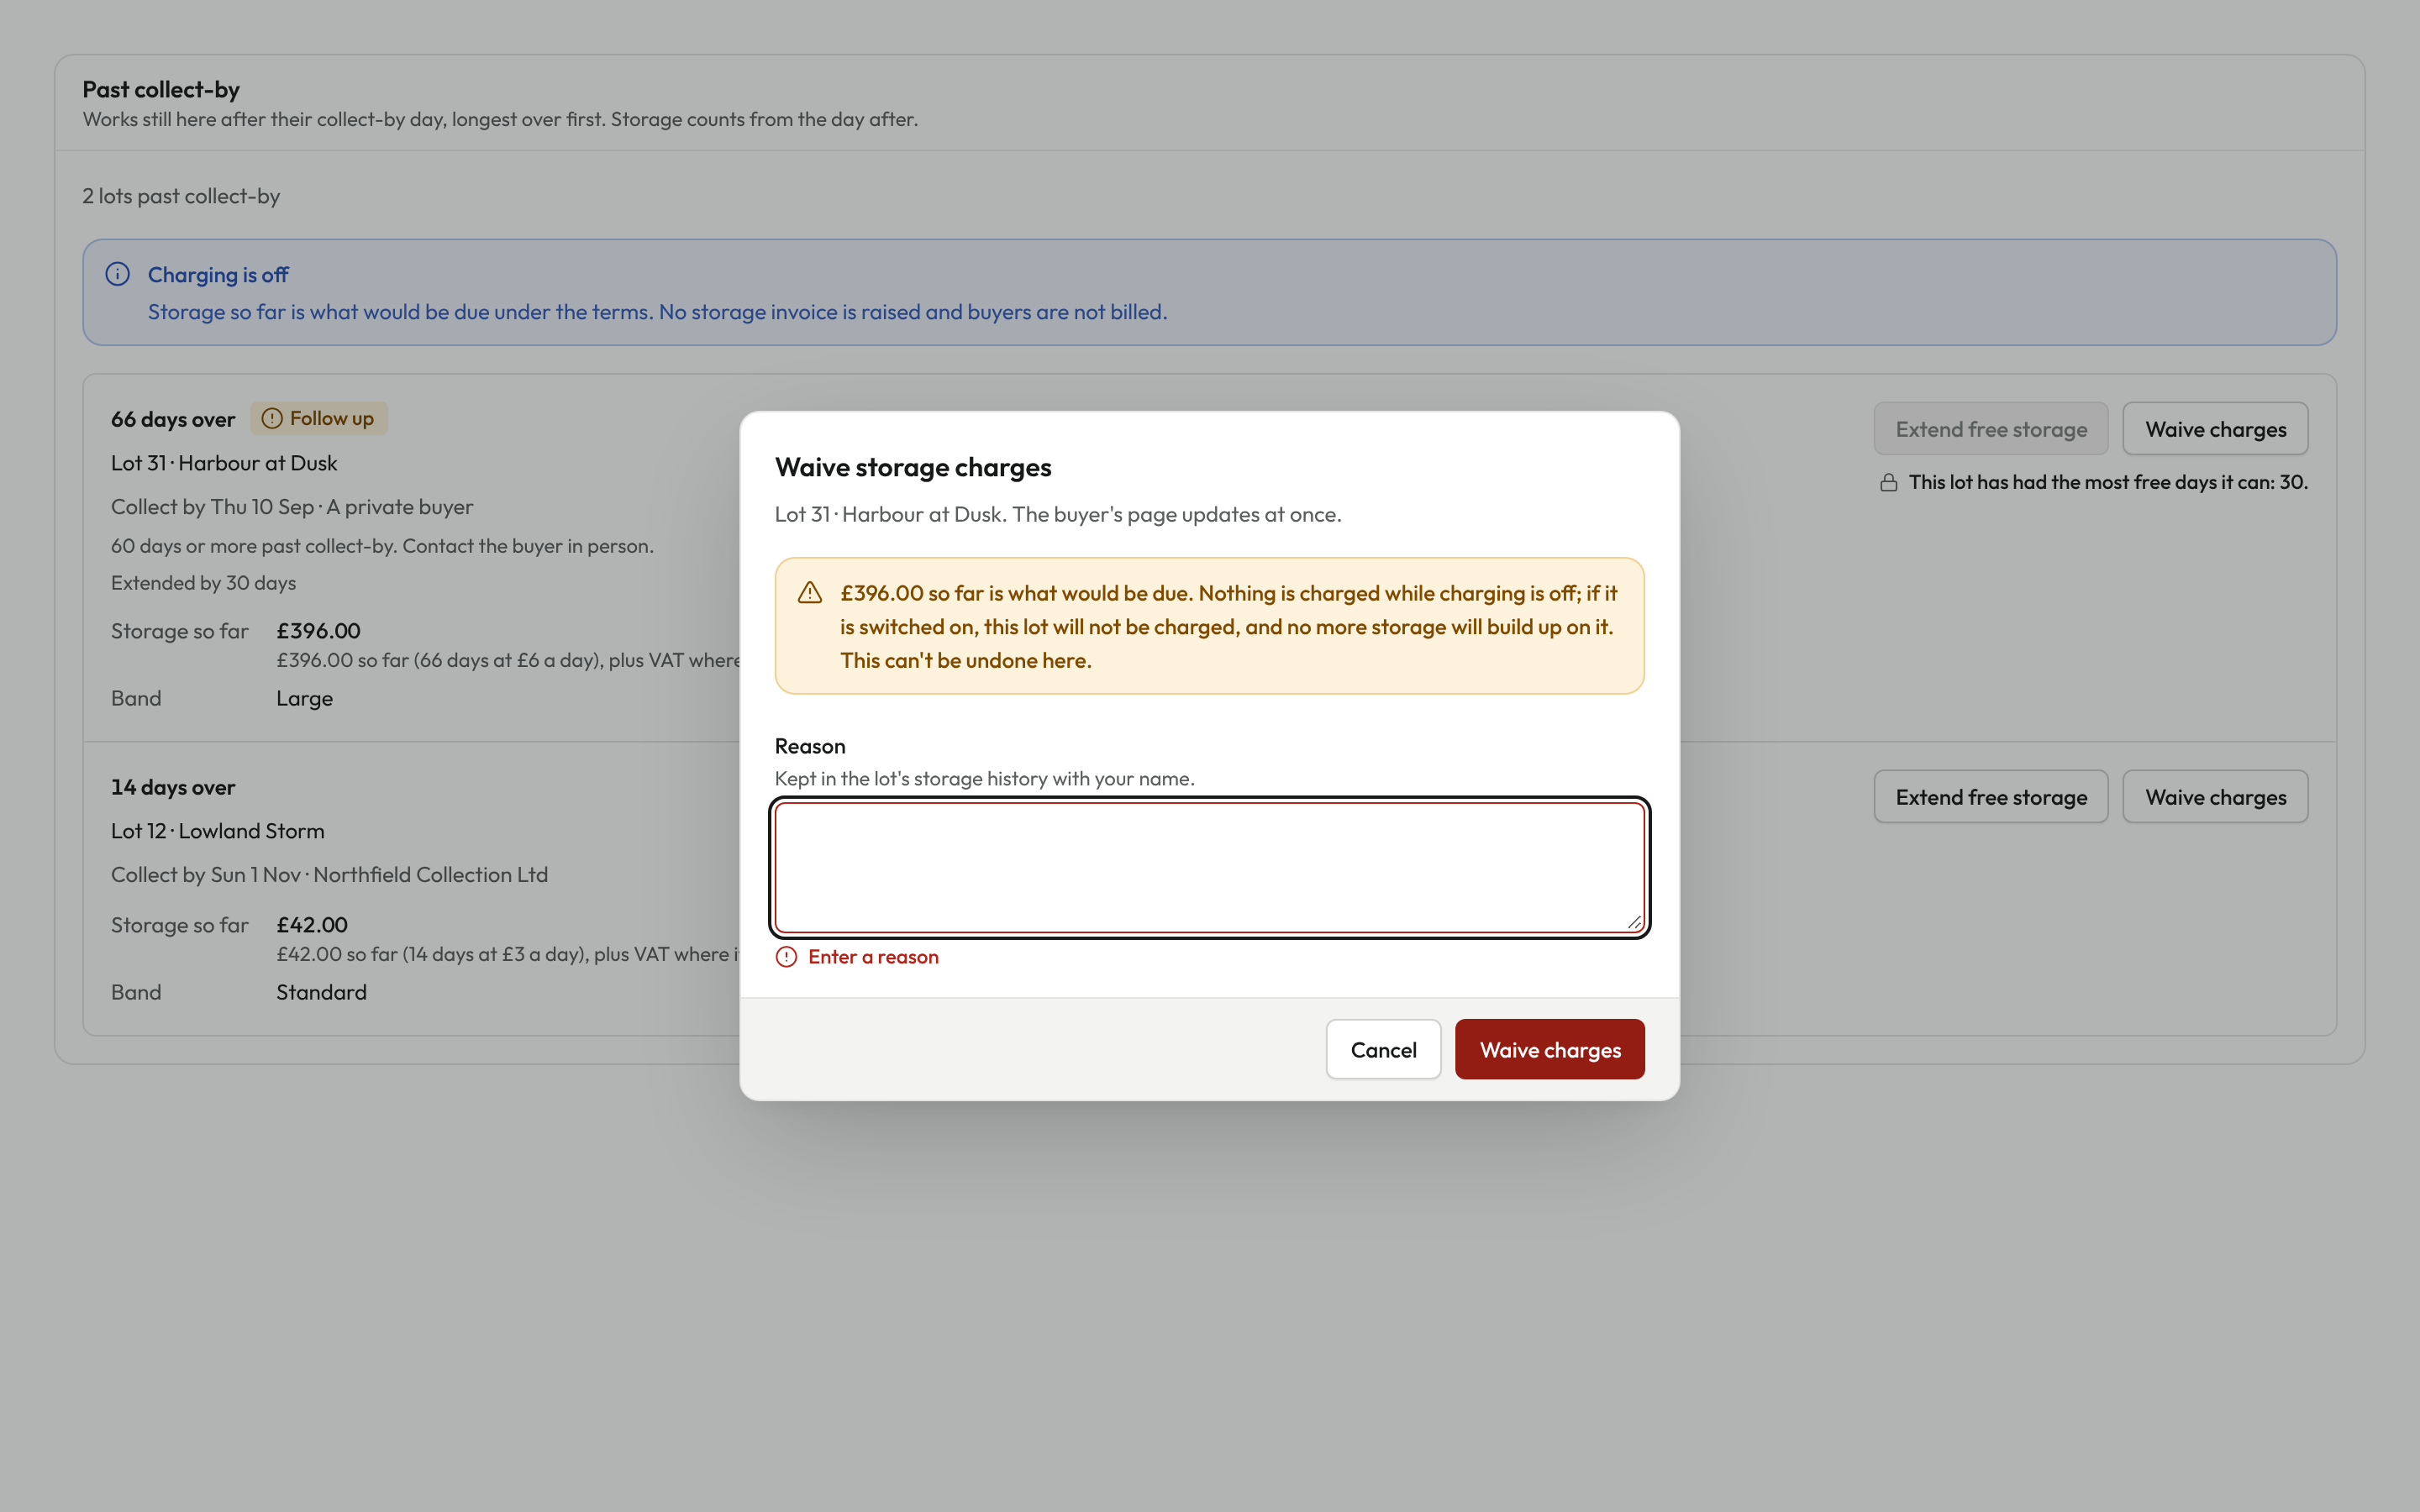 Past collect-by
Works still here after their collect-by day, longest over first. Storage counts from the day after.
2 lots past collect-by
Charging is off
Storage so far is what would be due under the terms. No storage invoice is raised and buyers are not billed.
66 days over
Follow up
Lot 31 · Harbour at Dusk
Collect by Thu 10 Sep · A private buyer
60 days or more past collect-by. Contact the buyer in person.
Extended by 30 days
Storage so far £396.00
£396.00 so far (66 days at £6 a day), plus VAT where
Band Large
Extend free storage
Waive charges
This lot has had the most free days it can: 30.
14 days over
Lot 12 · Lowland Storm
Collect by Sun 1 Nov · Northfield Collection Ltd
Storage so far £42.00
£42.00 so far (14 days at £3 a day), plus VAT where
Band Standard
Extend free storage
Waive charges
Waive storage charges
Lot 31 · Harbour at Dusk. The buyer's page updates at once.
£396.00 so far is what would be due. Nothing is charged while charging is off; if it
is switched on, this lot will not be charged, and no more storage will build up on it.
This can't be undone here.
Reason
Kept in the lot's storage history with your name.
Enter a reason
Cancel
Waive charges